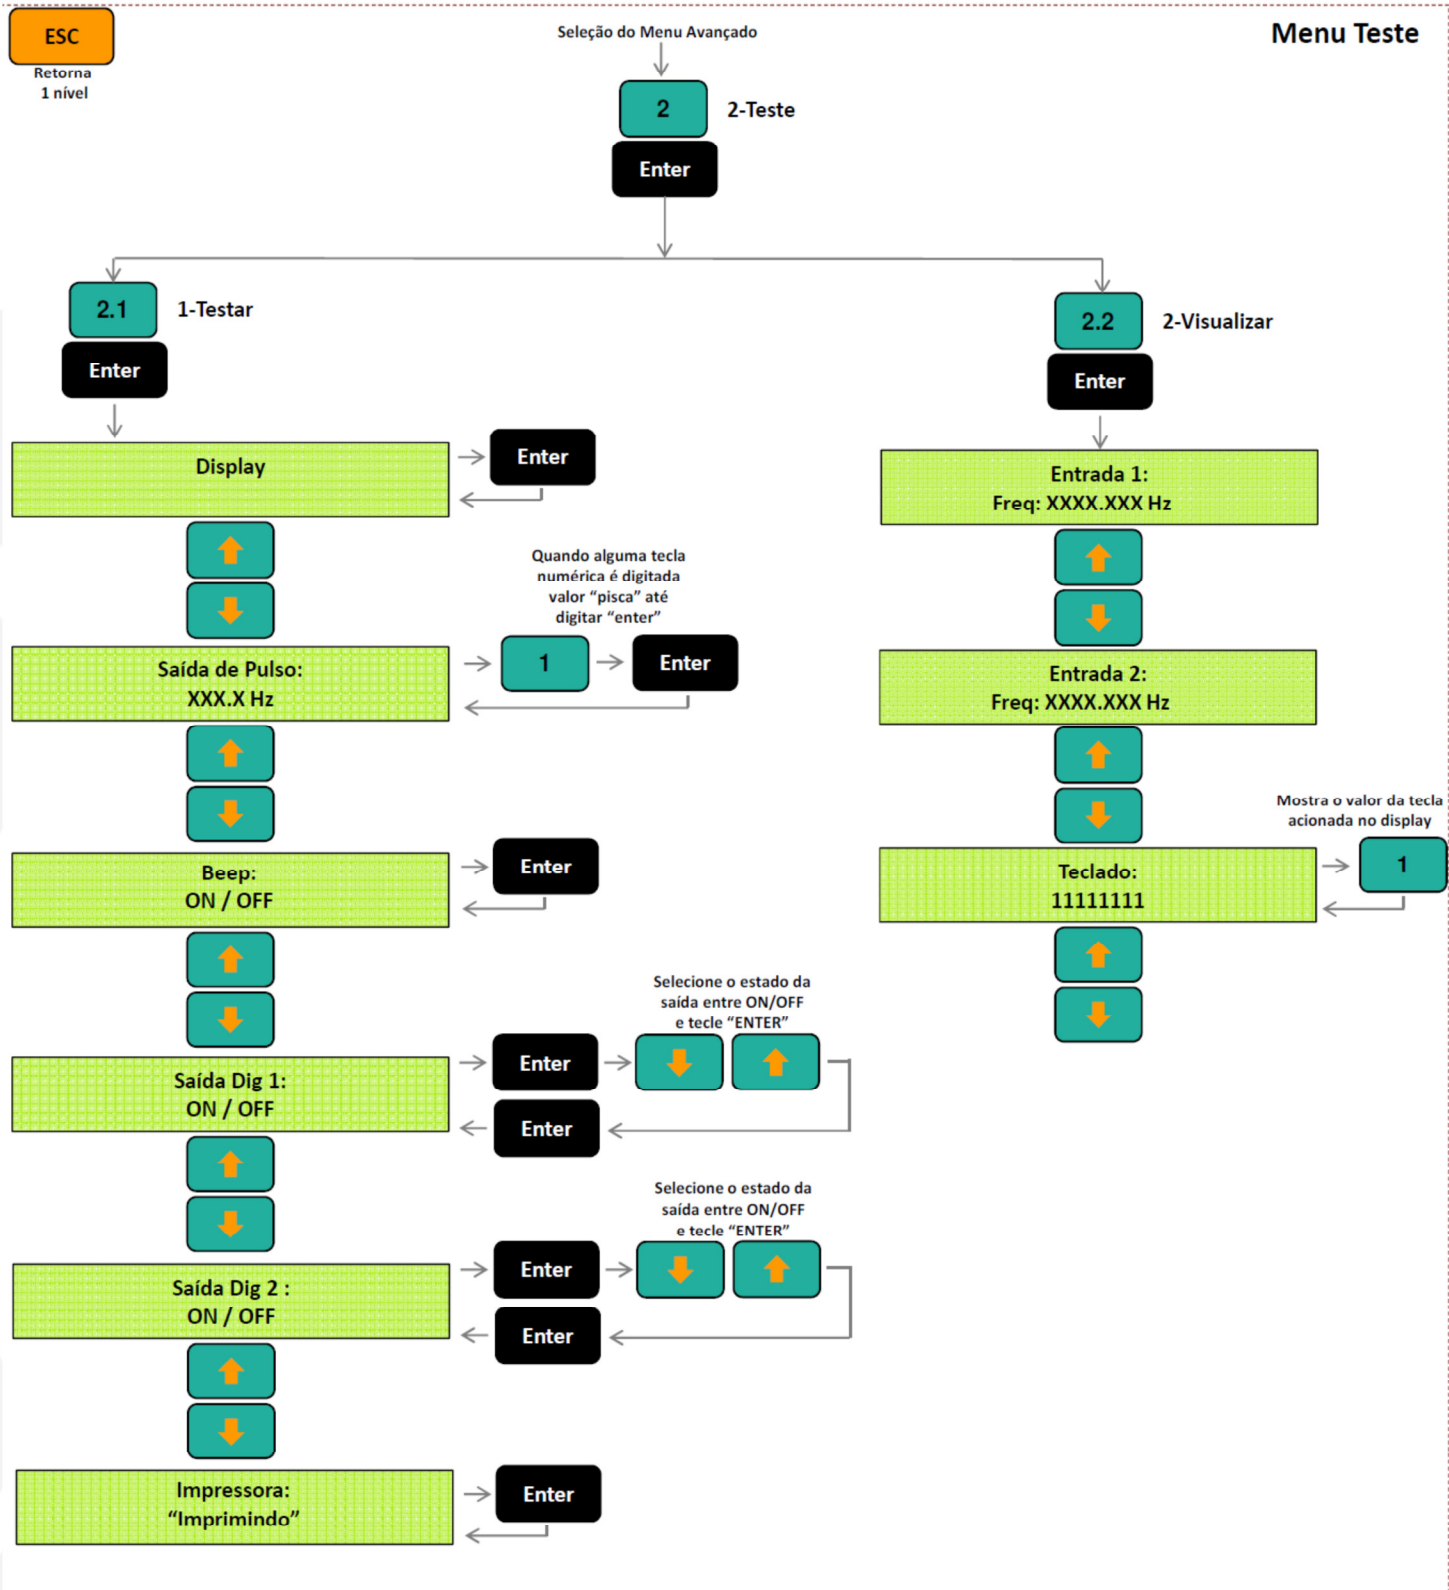 ESC
Retorna
1 nível
Seleção do Menu Avançado
Menu Teste
2
2-Teste
Enter
2.1
1-Testar
Enter
Display
Enter
Quando alguma tecla
numérica é digitada
valor “pisca” até
digitar “enter”
Saída de Pulso:
XXX.X Hz
1
Enter
Beep:
ON / OFF
Enter
Selecione o estado da
saída entre ON/OFF
e tecle “ENTER”
Saída Dig 1:
ON / OFF
Enter
Enter
Selecione o estado da
saída entre ON/OFF
e tecle “ENTER”
Saída Dig 2 :
ON / OFF
Enter
Enter
Impressora:
“Imprimindo”
Enter
2.2
2-Visualizar
Enter
Entrada 1:
Freq: XXXX.XXX Hz
Entrada 2:
Freq: XXXX.XXX Hz
Mostra o valor da tecla
acionada no display
Teclado:
11111111
1